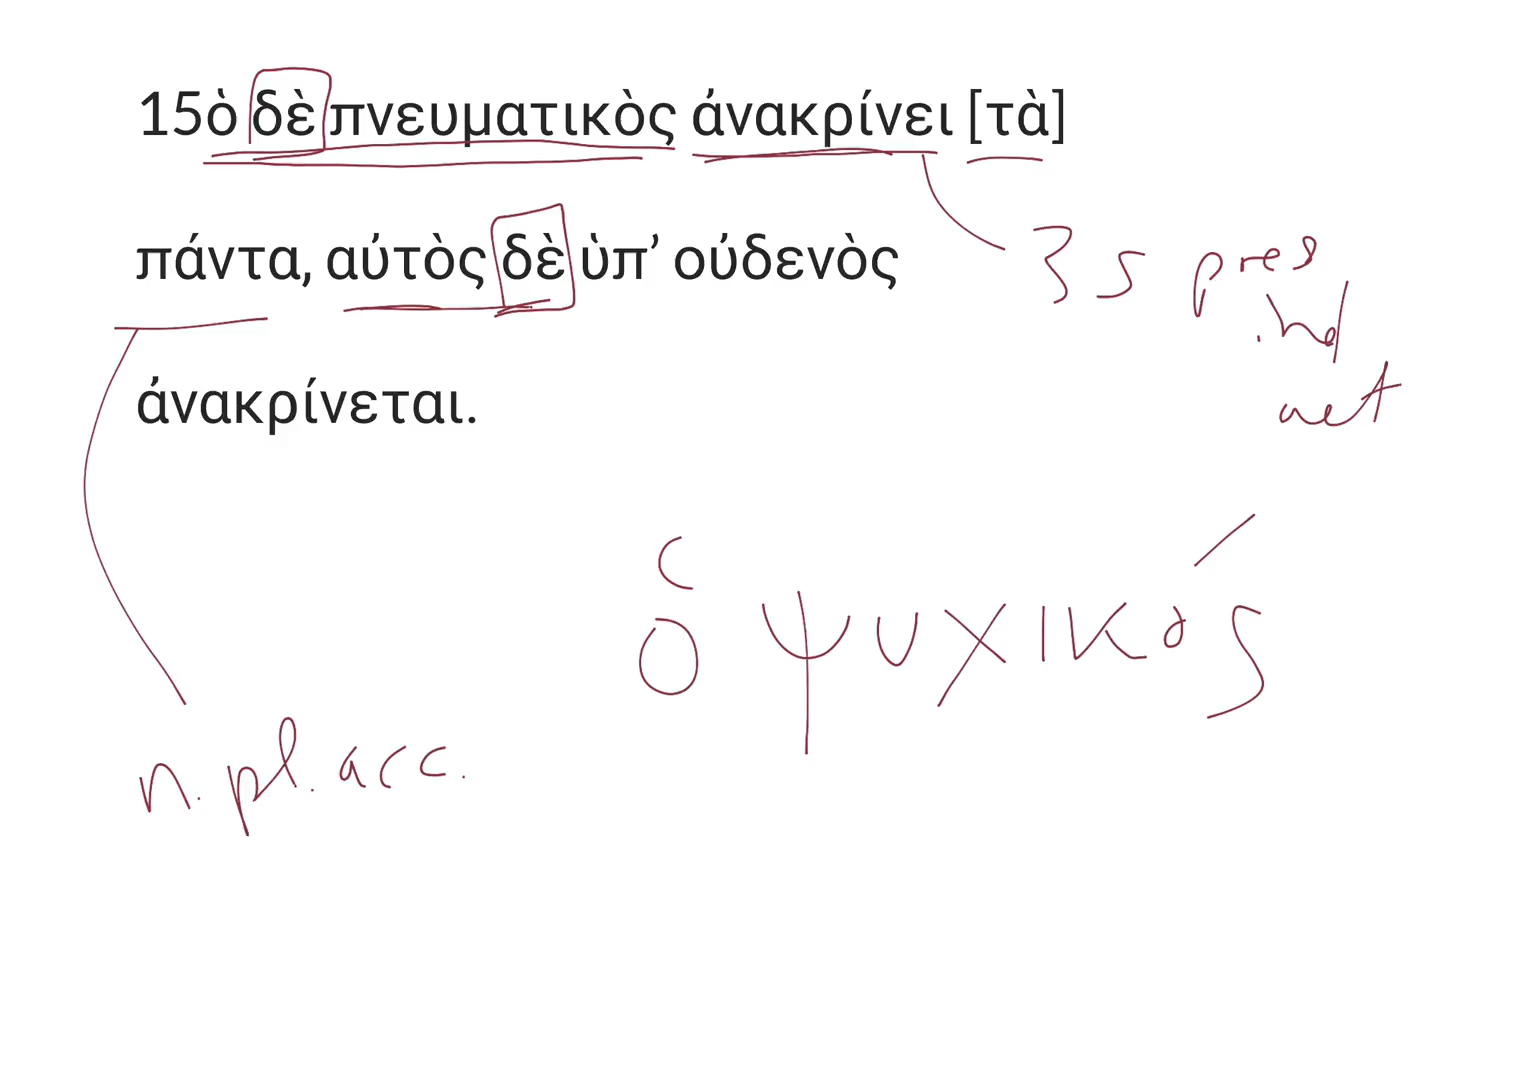 15ὁ δὲ πνευματικὸς ἀνακρίνει [τὰ]
πάντα, αὐτὸς δὲ ὑπ’ οὐδενὸς
ἀνακρίνεται.
3 s pres
ind
act
ὁ ψυχικός
n. pl. acc.